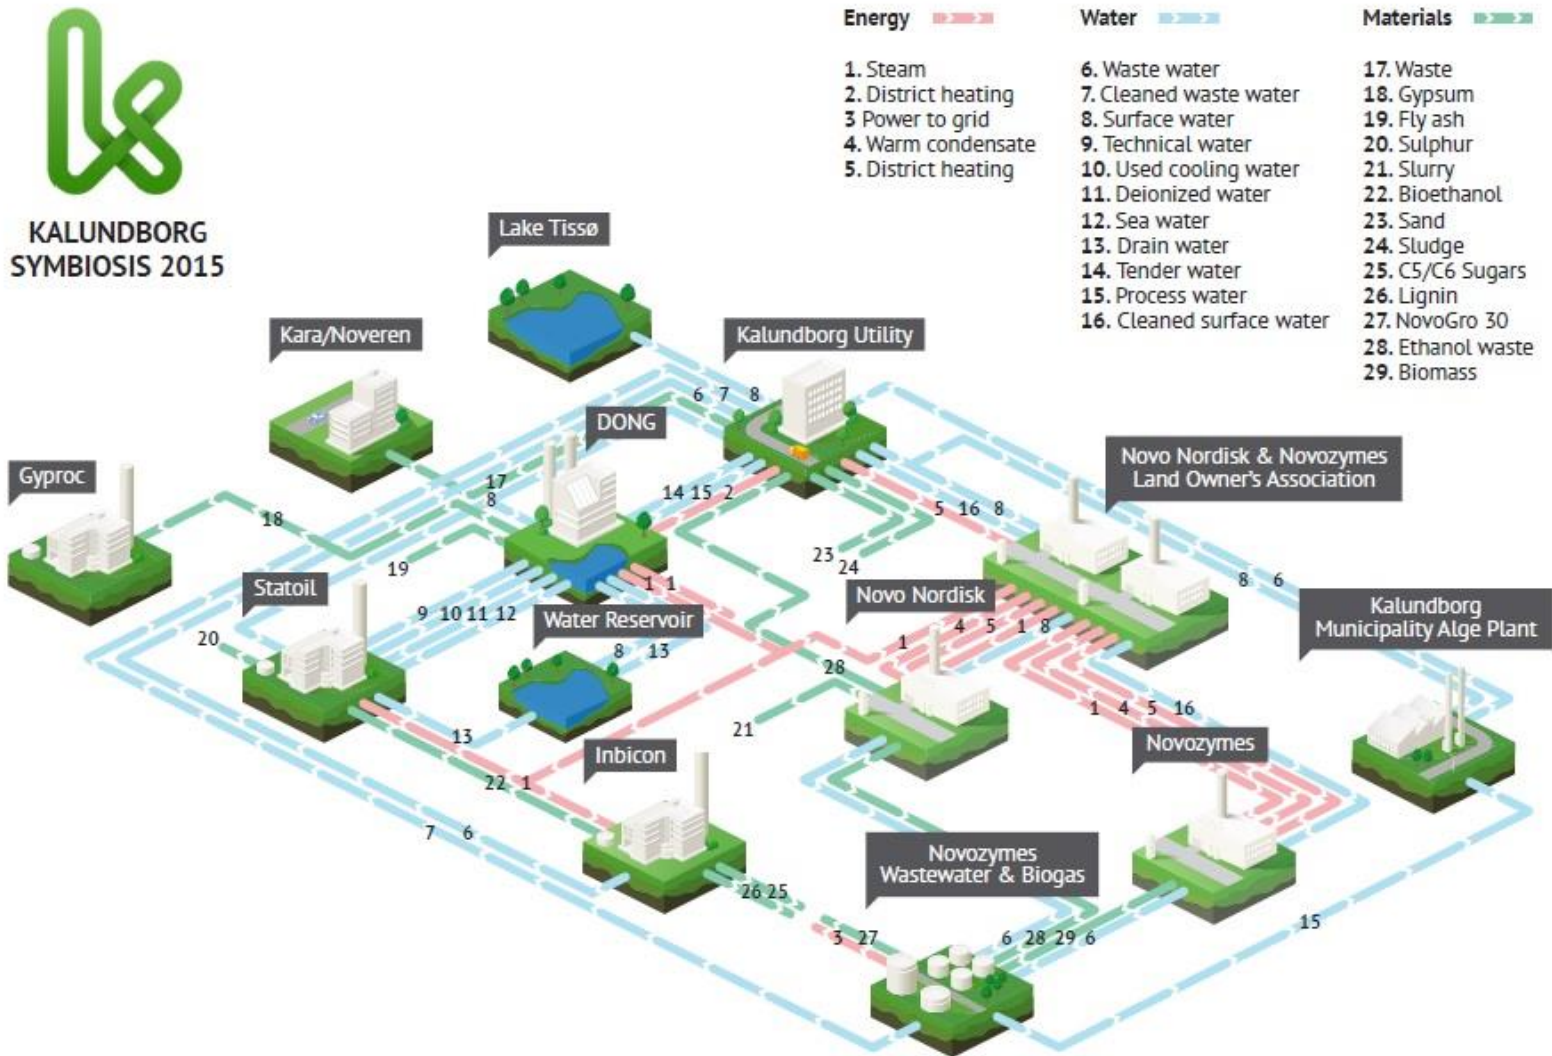 KALUNDBORG
SYMBIOSIS 2015
Energy
1. Steam
2. District heating
3 Power to grid
4. Warm condensate
5. District heating
Water
6. Waste water
7. Cleaned waste water
8. Surface water
9. Technical water
10. Used cooling water
11. Deionized water
12. Sea water
13. Drain water
14. Tender water
15. Process water
16. Cleaned surface water
Materials
17. Waste
18. Gypsum
19. Fly ash
20. Sulphur
21. Slurry
22. Bioethanol
23. Sand
24. Sludge
25. C5/C6 Sugars
26. Lignin
27. NovoGro 30
28. Ethanol waste
29. Biomass
Lake Tissø
Kara/Noveren
Kalundborg Utility
6 7 8
DONG
Gyproc
Novo Nordisk & Novozymes
Land Owner's Association
17
8
14 15 2
5 16 8
18
23
24
19
1 1
8 6
Statoil
Novo Nordisk
Kalundborg
Municipality Alge Plant
9 10 11 12
Water Reservoir
1 4 5 1 8
20
8 13
28
21
13
1 4 5 16
Inbicon
Novozymes
22 1
7 6
Novozymes
Wastewater & Biogas
26 25
3 27
6 28 29 6
15